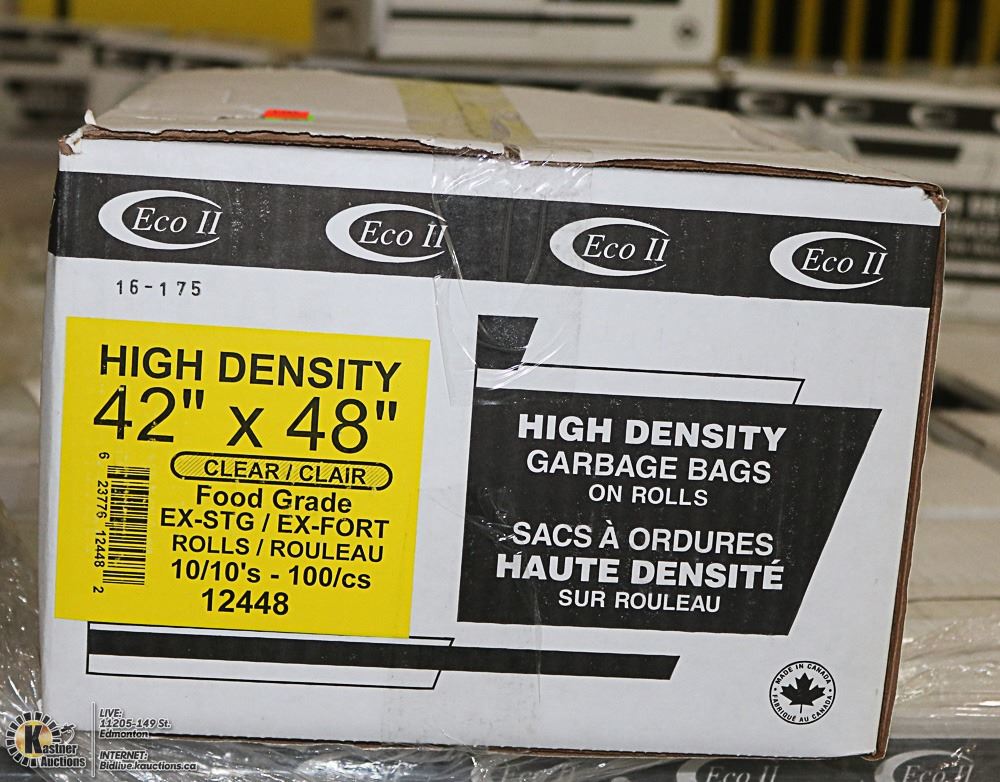 Eco II Eco II Eco II Eco II
16-175
HIGH DENSITY
42" x 48"
CLEAR / CLAIR
Food Grade
EX-STG / EX-FORT
ROLLS / ROULEAU
10/10's - 100/cs
12448
6 23776 12448 2
HIGH DENSITY
GARBAGE BAGS
ON ROLLS
SACS À ORDURES
HAUTE DENSITÉ
SUR ROULEAU
MADE IN CANADA
FABRIQUÉ AU CANADA
Kastner
Auctions
LIVE:
11205-149 St.
Edmonton
INTERNET:
Bidlive.kauctions.ca
Eco II